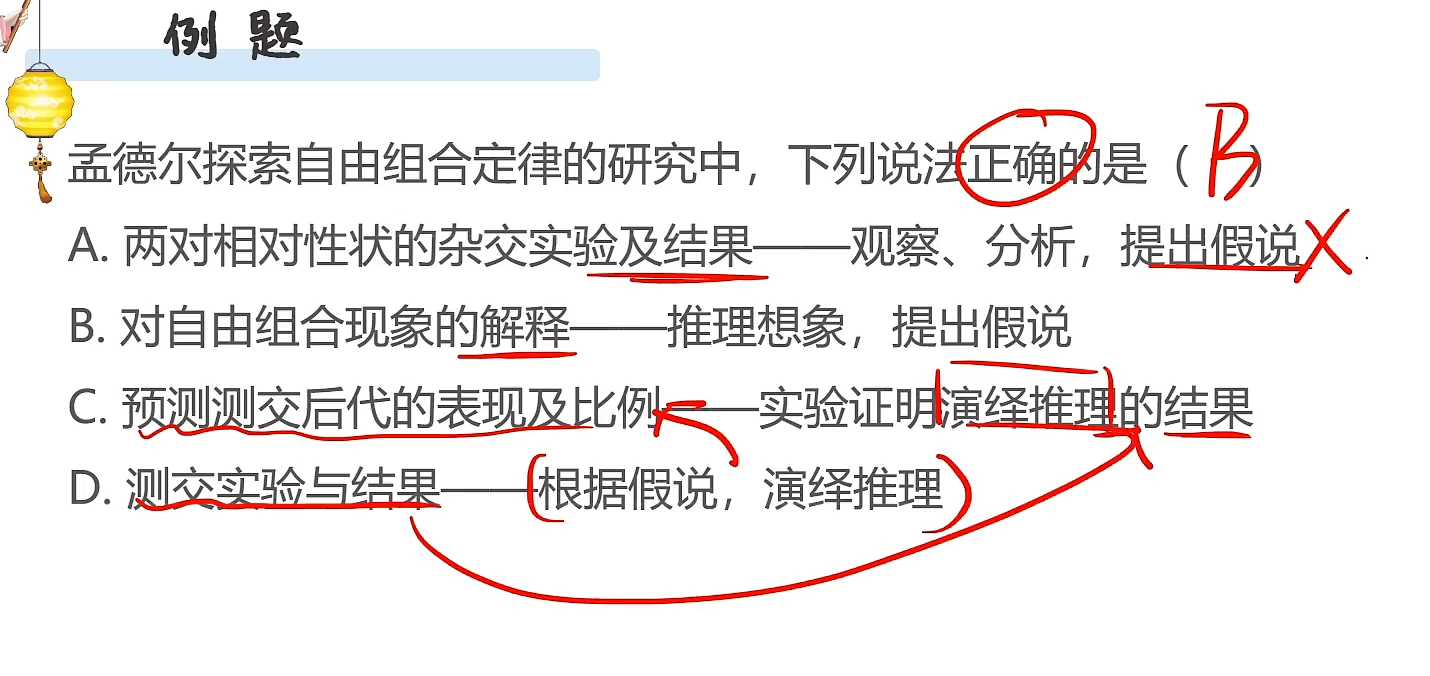 例 题
孟德尔探索自由组合定律的研究中，下列说法正确的是（ B ）
A. 两对相对性状的杂交实验及结果——观察、分析，提出假说 X
B. 对自由组合现象的解释——推理想象，提出假说
C. 预测测交后代的表现及比例——实验证明演绎推理的结果
D. 测交实验与结果——根据假说，演绎推理